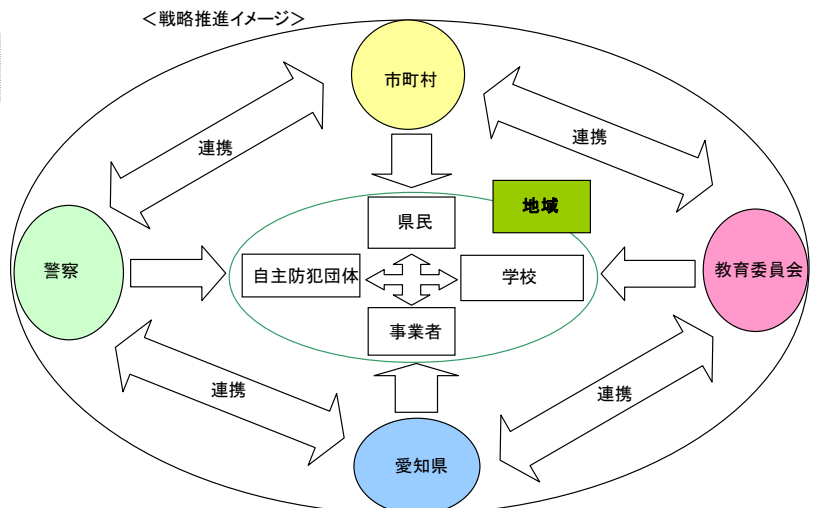 ＜戦略推進イメージ＞
市町村
連携
連携
地域
県民
警察
自主防犯団体
学校
教育委員会
事業者
連携
連携
愛知県